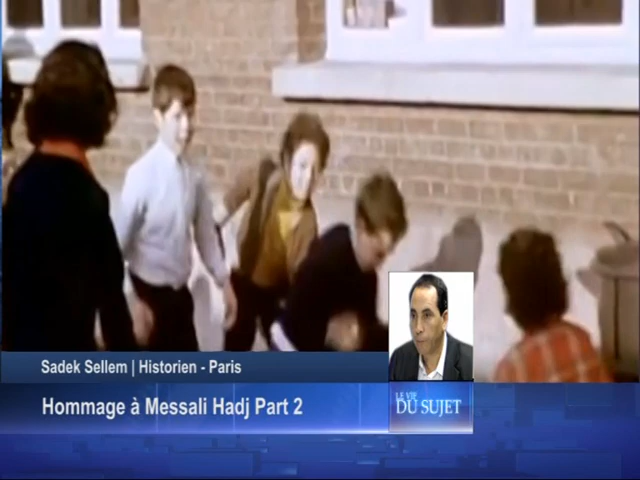 Sadek Sellem | Historien - Paris
Hommage à Messali Hadj Part 2
LE VIF
DU SUJET